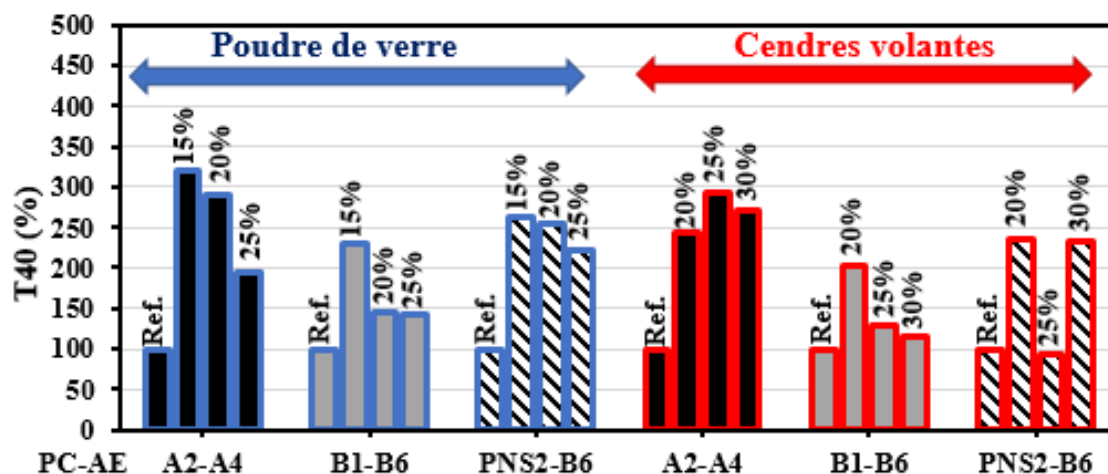 Poudre de verre
Cendres volantes
T40 (%)
500
450
400
350
300
250
200
150
100
50
0
Ref.
15%
20%
25%
Ref.
15%
20%
25%
Ref.
15%
20%
25%
Ref.
20%
25%
30%
Ref.
20%
25%
30%
Ref.
20%
25%
30%
PC-AE A2-A4 B1-B6 PNS2-B6 A2-A4 B1-B6 PNS2-B6